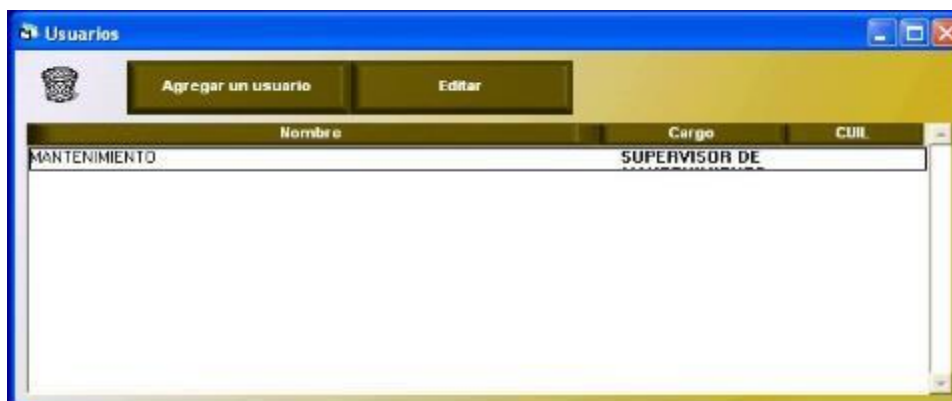 Usuarios
Agregar un usuario
Editar
Nombre Cargo CUIL
MANTENIMIENTO SUPERVISOR DE